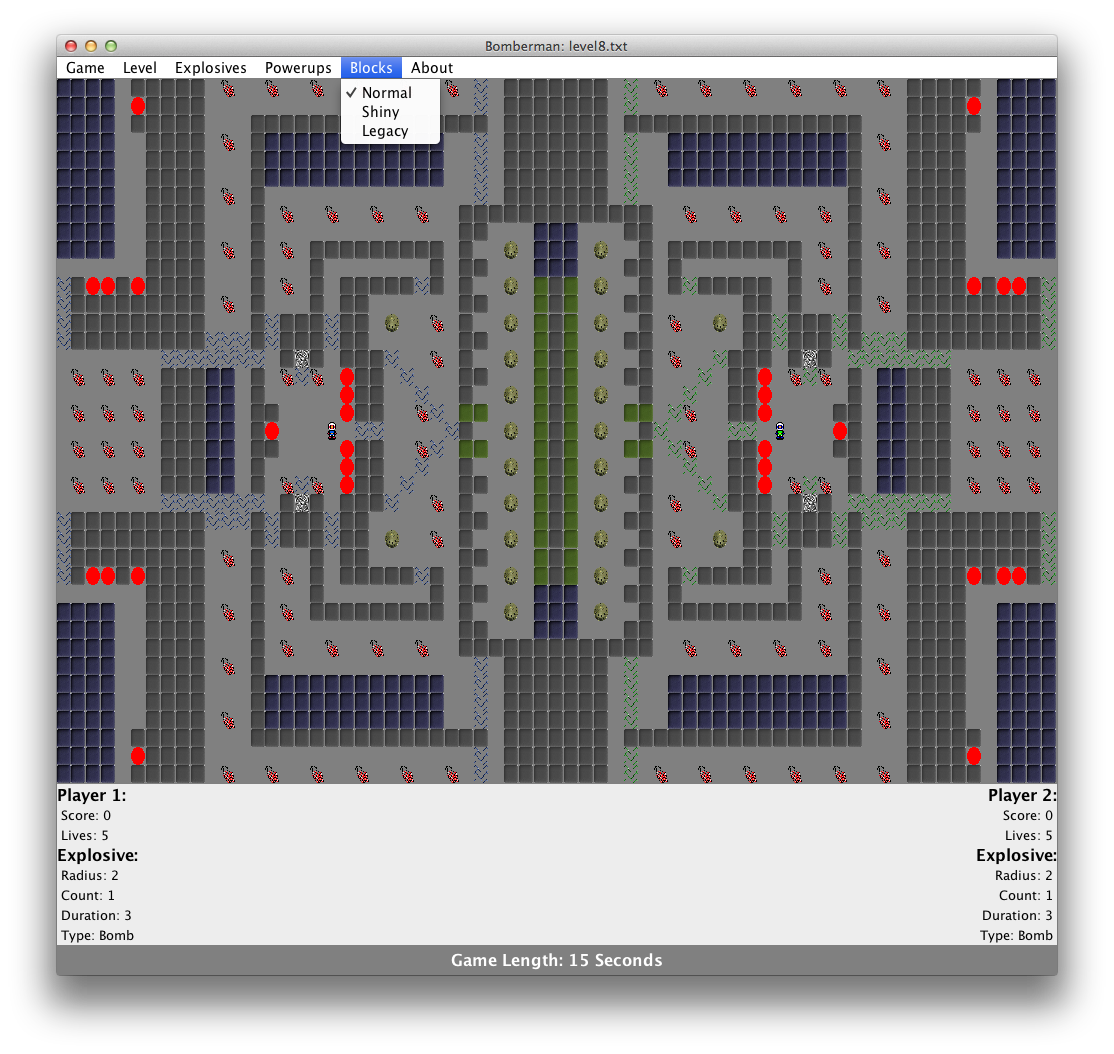 Bomberman: level8.txt
Game Level Explosives Powerups Blocks About
✓ Normal
Shiny
Legacy
Player 1:
Score: 0
Lives: 5
Explosive:
Radius: 2
Count: 1
Duration: 3
Type: Bomb
Player 2:
Score: 0
Lives: 5
Explosive:
Radius: 2
Count: 1
Duration: 3
Type: Bomb
Game Length: 15 Seconds